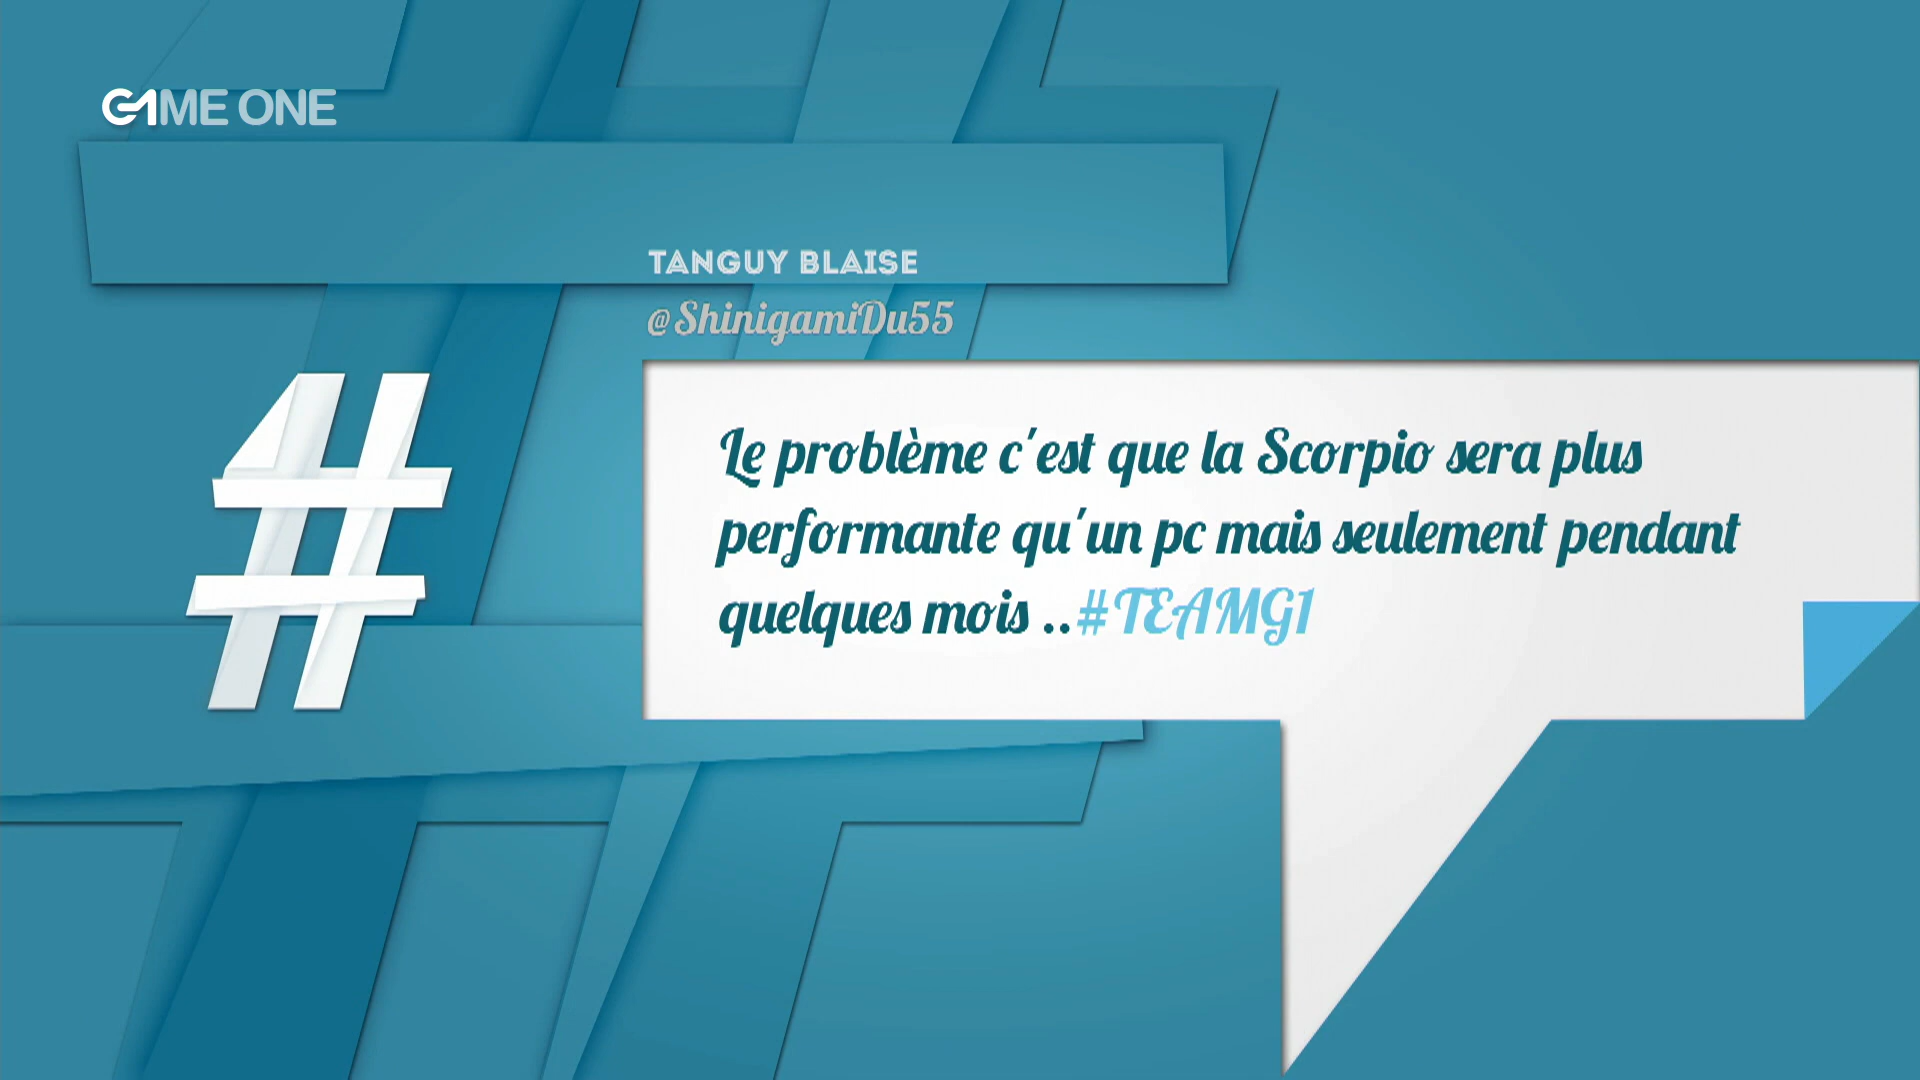 GAME ONE
TANGUY BLAISE
@ShinigamiDu55
Le problème c'est que la Scorpio sera plus
performante qu'un pc mais seulement pendant
quelques mois ..#TEAMG1